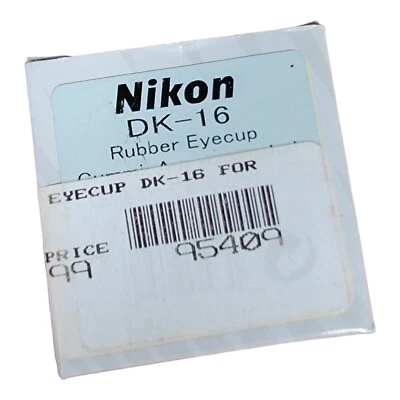 Nikon
DK-16
Rubber Eyecup
EYECUP DK-16 FOR
PRICE
99
95409